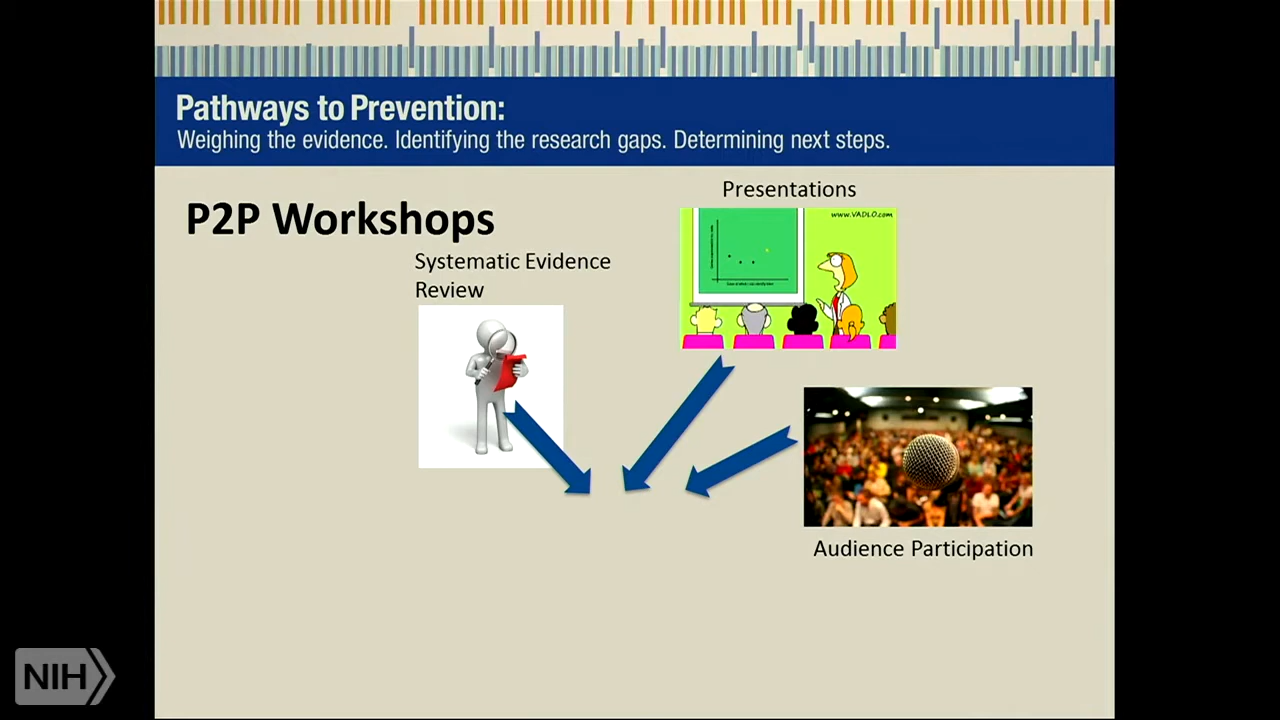 Pathways to Prevention:
Weighing the evidence. Identifying the research gaps. Determining next steps.
P2P Workshops
Presentations
www.VADLO.com
Systematic Evidence
Review
Audience Participation
NIH